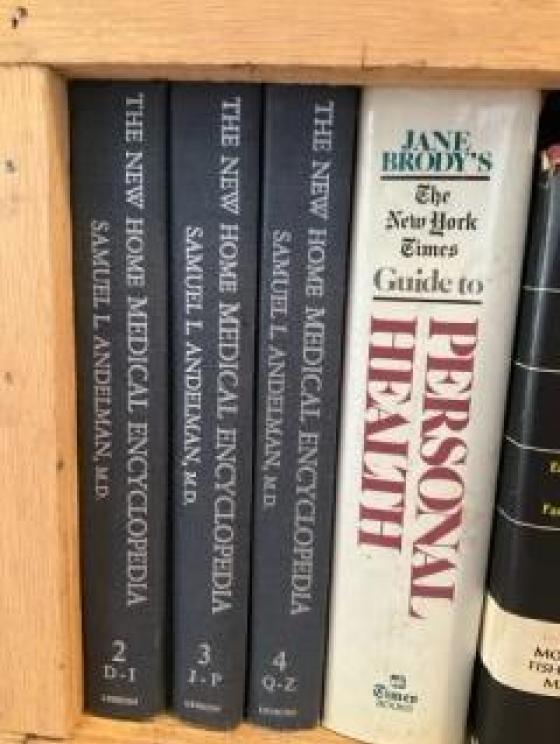 THE NEW HOME MEDICAL ENCYCLOPEDIA
SAMUEL L. ANDELMAN, M.D.
2
D-I
THE NEW HOME MEDICAL ENCYCLOPEDIA
SAMUEL L. ANDELMAN, M.D.
3
J-P
THE NEW HOME MEDICAL ENCYCLOPEDIA
SAMUEL L. ANDELMAN, M.D.
4
Q-Z
JANE
BRODY'S
The
New York
Times
Guide to
PERSONAL
HEALTH
Times
BOOKS